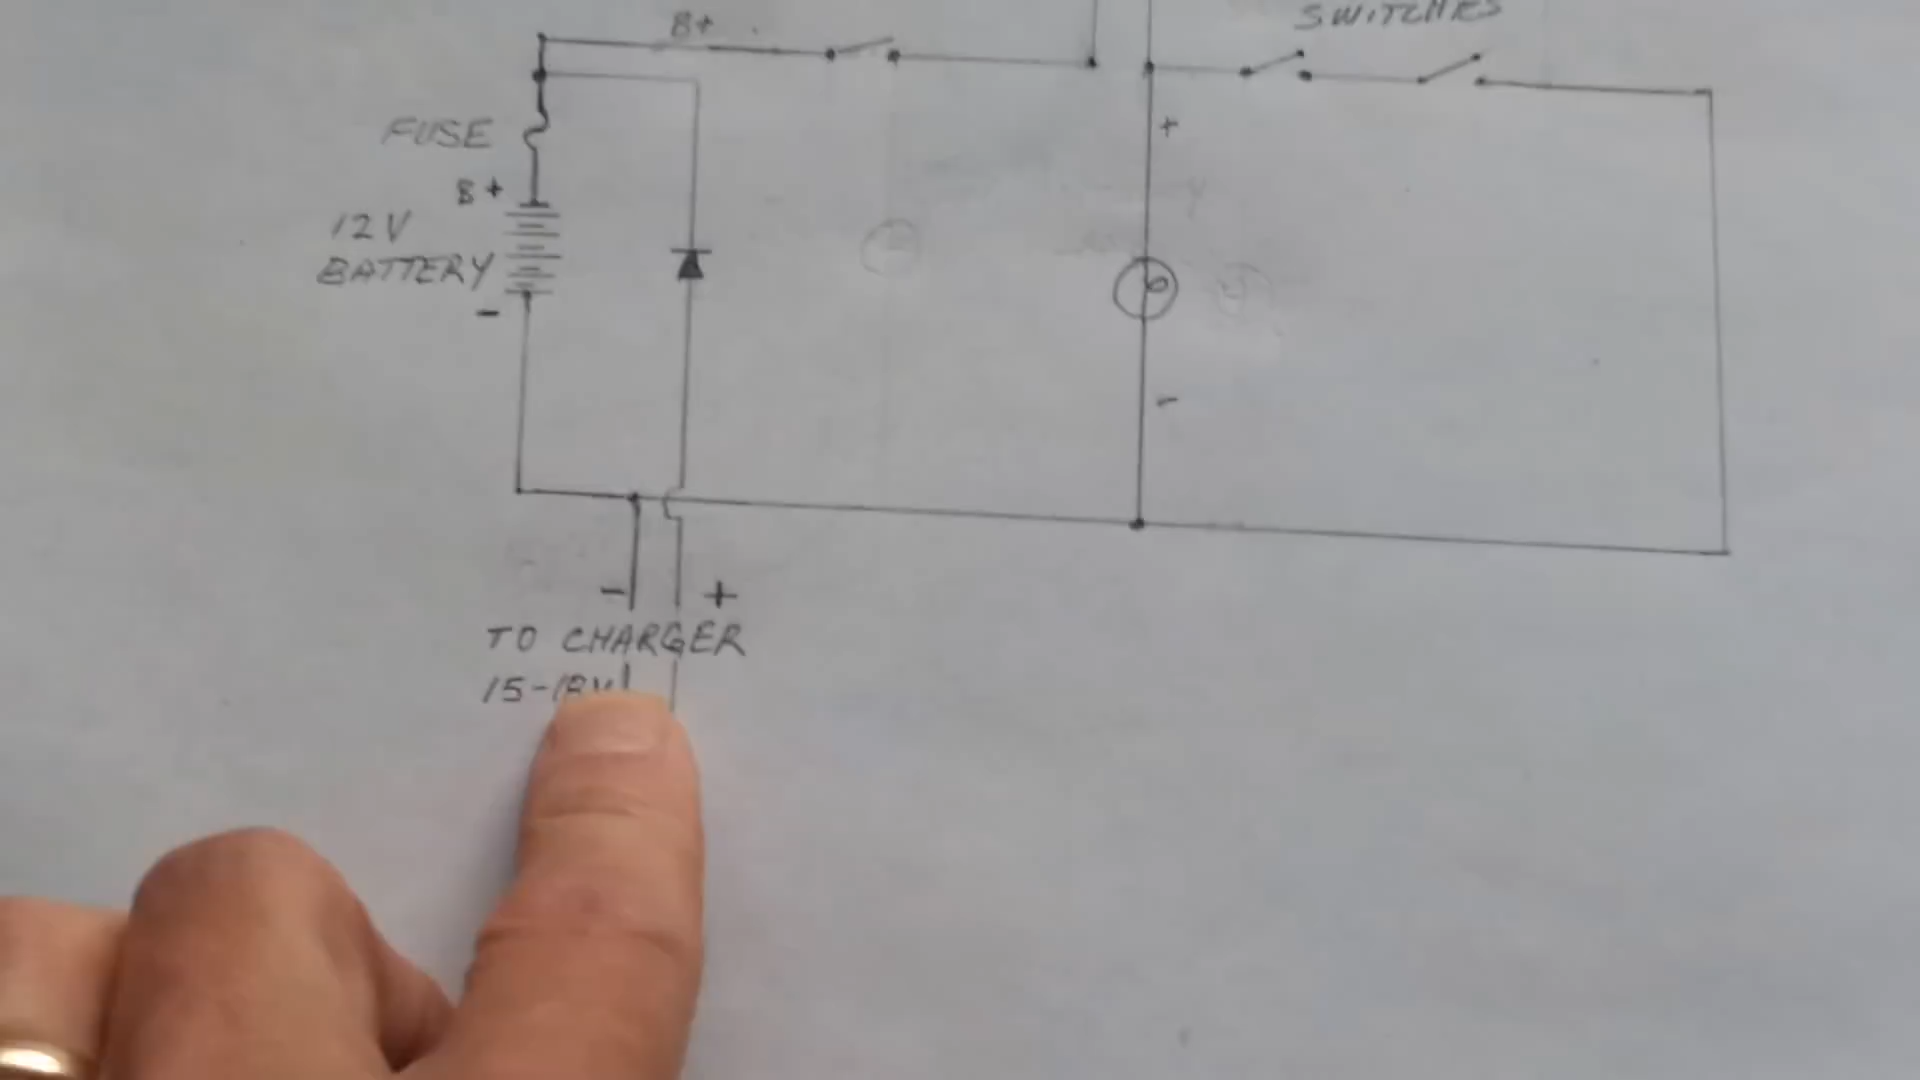 SWITCHES
B+
+
FUSE
B +
12V
BATTERY
-
-
- +
TO CHARGER
15-18V